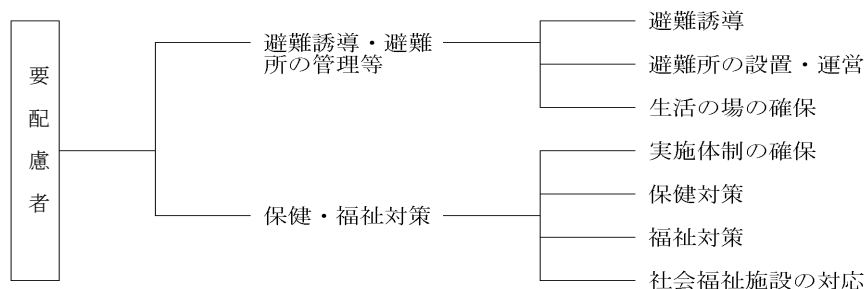 要配慮者
避難誘導・避難
所の管理等
避難誘導
避難所の設置・運営
生活の場の確保
保健・福祉対策
実施体制の確保
保健対策
福祉対策
社会福祉施設の対応